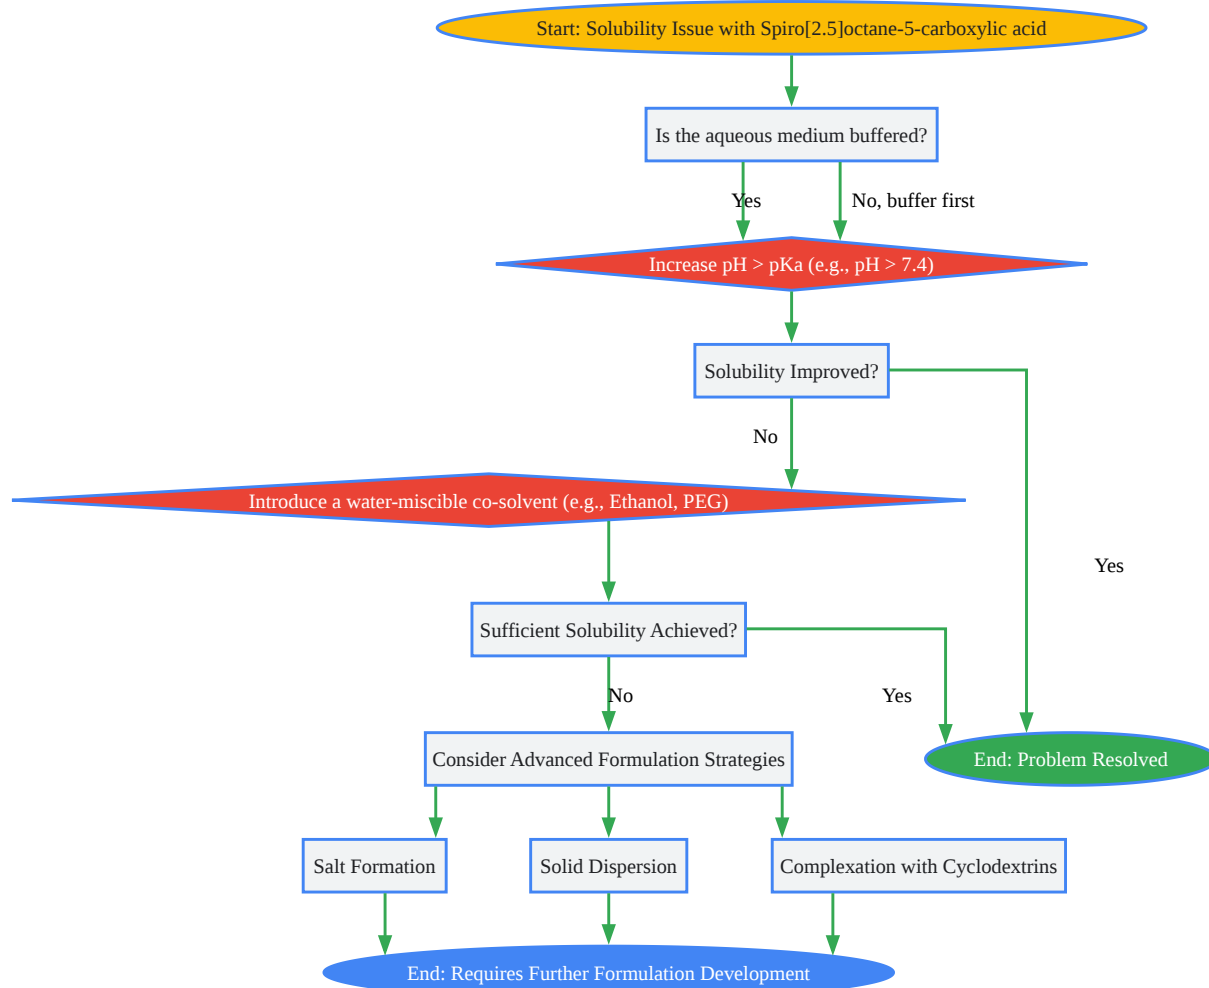 Start: Solubility Issue with Spiro[2.5]octane-5-carboxylic acid
Is the aqueous medium buffered?
Yes
No, buffer first
Increase pH > pKa (e.g., pH > 7.4)
Solubility Improved?
No
Introduce a water-miscible co-solvent (e.g., Ethanol, PEG)
Yes
Sufficient Solubility Achieved?
No
Yes
Consider Advanced Formulation Strategies
End: Problem Resolved
Salt Formation
Solid Dispersion
Complexation with Cyclodextrins
End: Requires Further Formulation Development